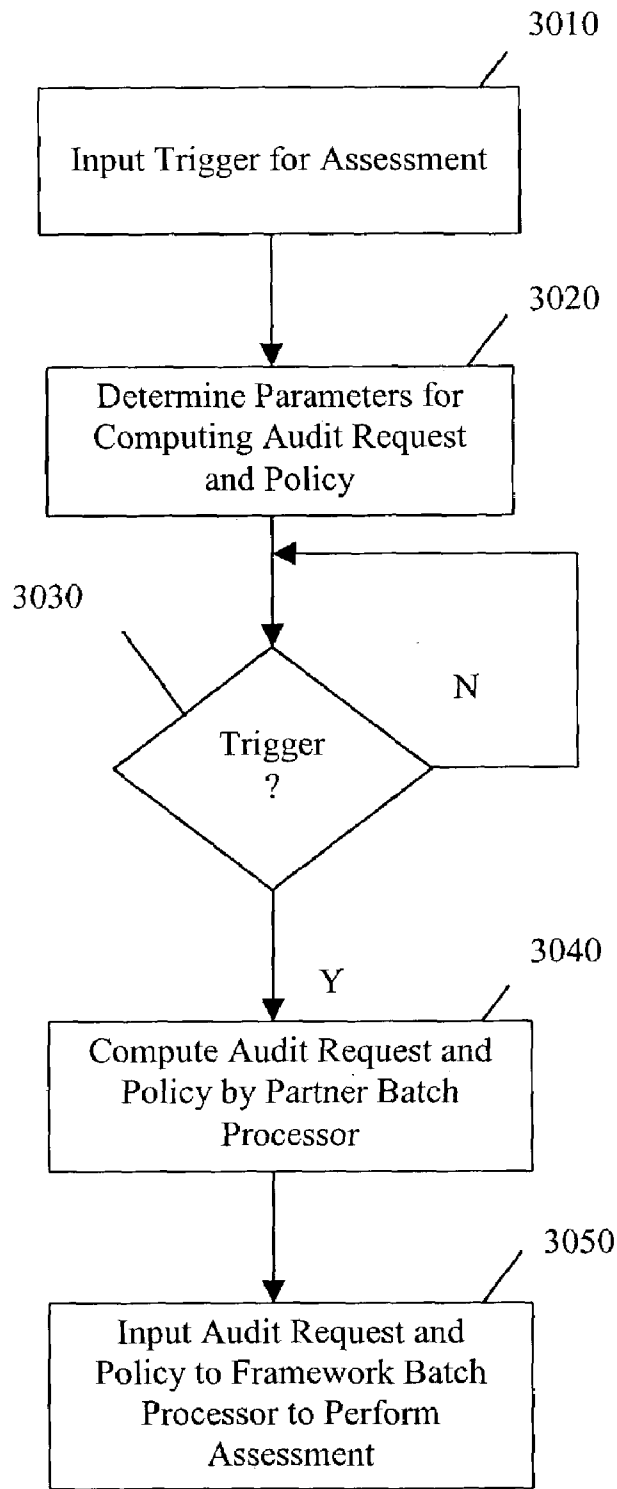 3010
Input Trigger for Assessment
3020
Determine Parameters for
Computing Audit Request
and Policy
3030
Trigger
?
N
Y
3040
Compute Audit Request and
Policy by Partner Batch
Processor
3050
Input Audit Request and
Policy to Framework Batch
Processor to Perform
Assessment